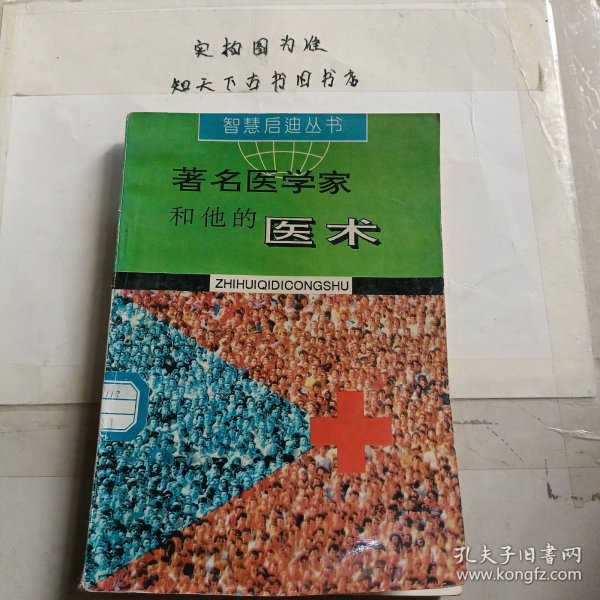 实拍图为准
知天下古书旧书店
智慧启迪丛书
著名医学家
和他的医术
ZHIHUIQIDICONGSHU
113
孔夫子旧书网
www.kongfz.com